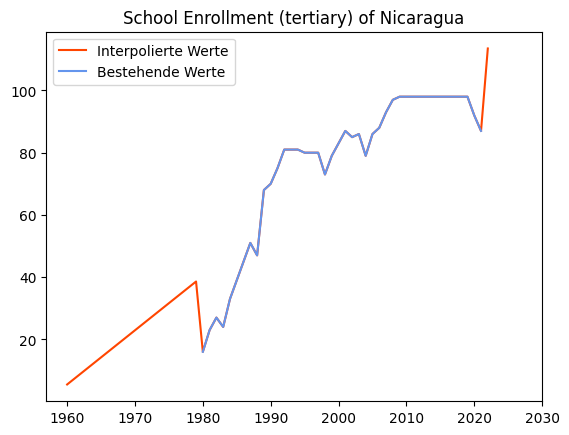 School Enrollment (tertiary) of Nicaragua
Interpolierte Werte
Bestehende Werte
100
80
60
40
20
1960 1970 1980 1990 2000 2010 2020 2030